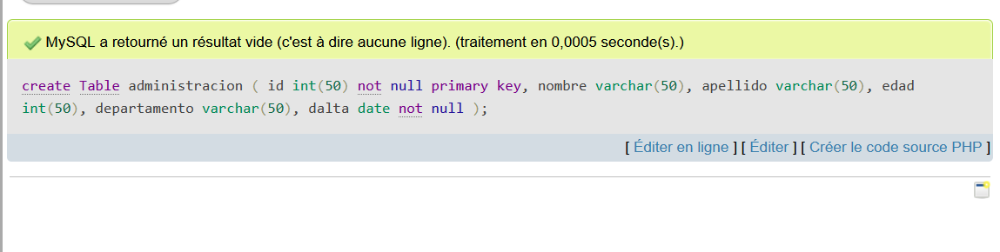 MySQL a retourné un résultat vide (c'est à dire aucune ligne). (traitement en 0,0005 seconde(s).)
create Table administracion ( id int(50) not null primary key, nombre varchar(50), apellido varchar(50), edad
int(50), departamento varchar(50), dalta date not null );
[ Éditer en ligne ] [ Éditer ] [ Créer le code source PHP ]